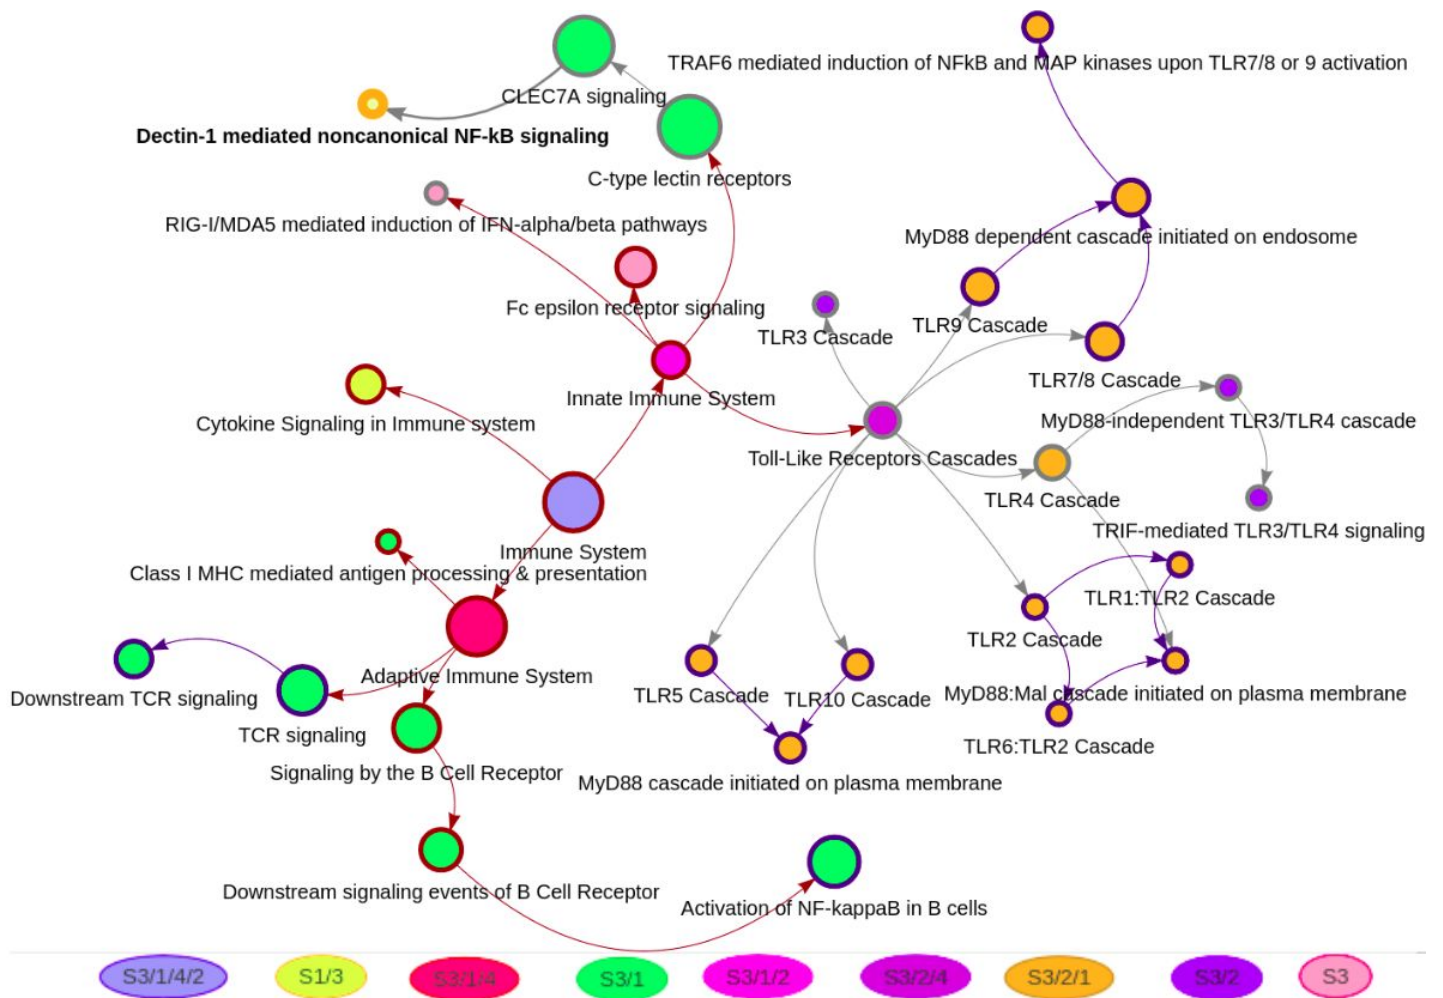 TRAF6 mediated induction of NFkB and MAP kinases upon TLR7/8 or 9 activation
CLEC7A signaling
Dectin-1 mediated noncanonical NF-kB signaling
C-type lectin receptors
RIG-I/MDA5 mediated induction of IFN-alpha/beta pathways
MyD88 dependent cascade initiated on endosome
Fc epsilon receptor signaling
TLR9 Cascade
TLR3 Cascade
TLR7/8 Cascade
Innate Immune System
Cytokine Signaling in Immune system
MyD88-independent TLR3/TLR4 cascade
Toll-Like Receptors Cascades
TLR4 Cascade
TRIF-mediated TLR3/TLR4 signaling
Immune System
Class I MHC mediated antigen processing & presentation
TLR1:TLR2 Cascade
TLR2 Cascade
Adaptive Immune System
MyD88:Mal cascade initiated on plasma membrane
TLR5 Cascade
TLR10 Cascade
Downstream TCR signaling
TCR signaling
TLR6:TLR2 Cascade
Signaling by the B Cell Receptor
MyD88 cascade initiated on plasma membrane
Downstream signaling events of B Cell Receptor
Activation of NF-kappaB in B cells
S3/1/4/2
S1/3
S3/1/4
S3/1
S3/1/2
S3/2/4
S3/2/1
S3/2
S3